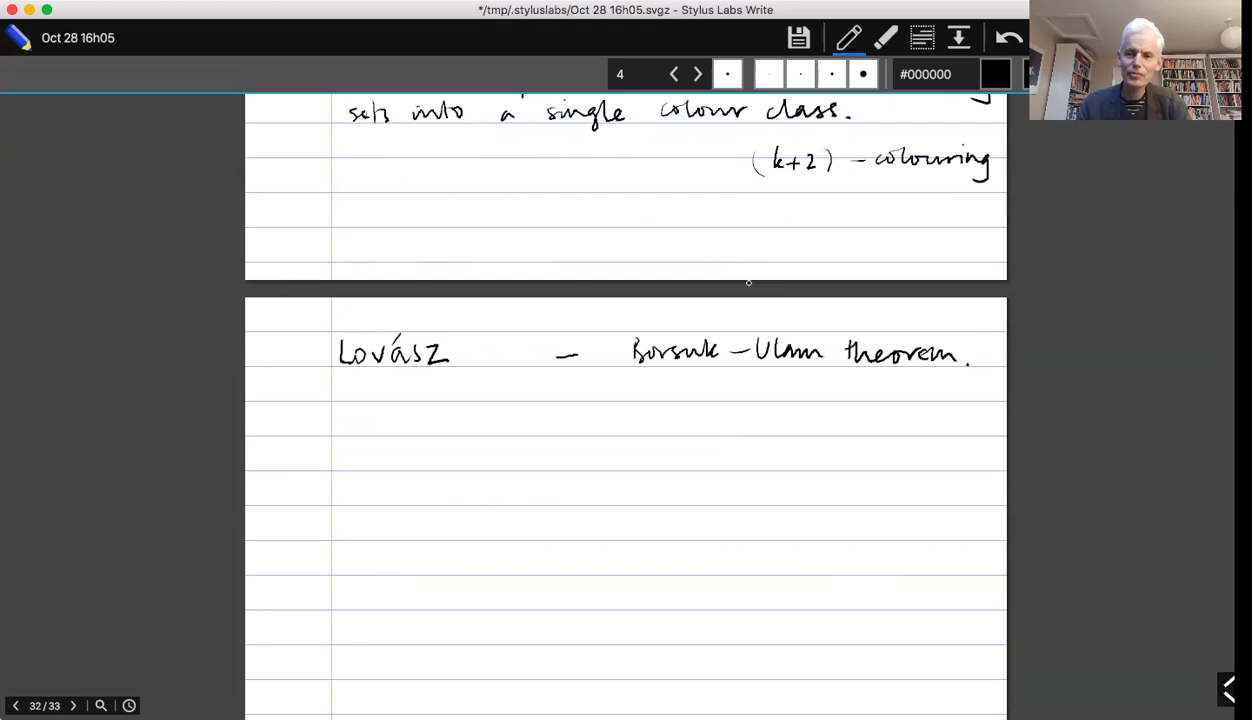 */tmp/.styluslabs/Oct 28 16h05.svgz - Stylus Labs Write
Oct 28 16h05
4
#000000
sets into a single colour class.
(k+2) - colouring
Lovász - Borsuk-Ulam theorem.
32/33